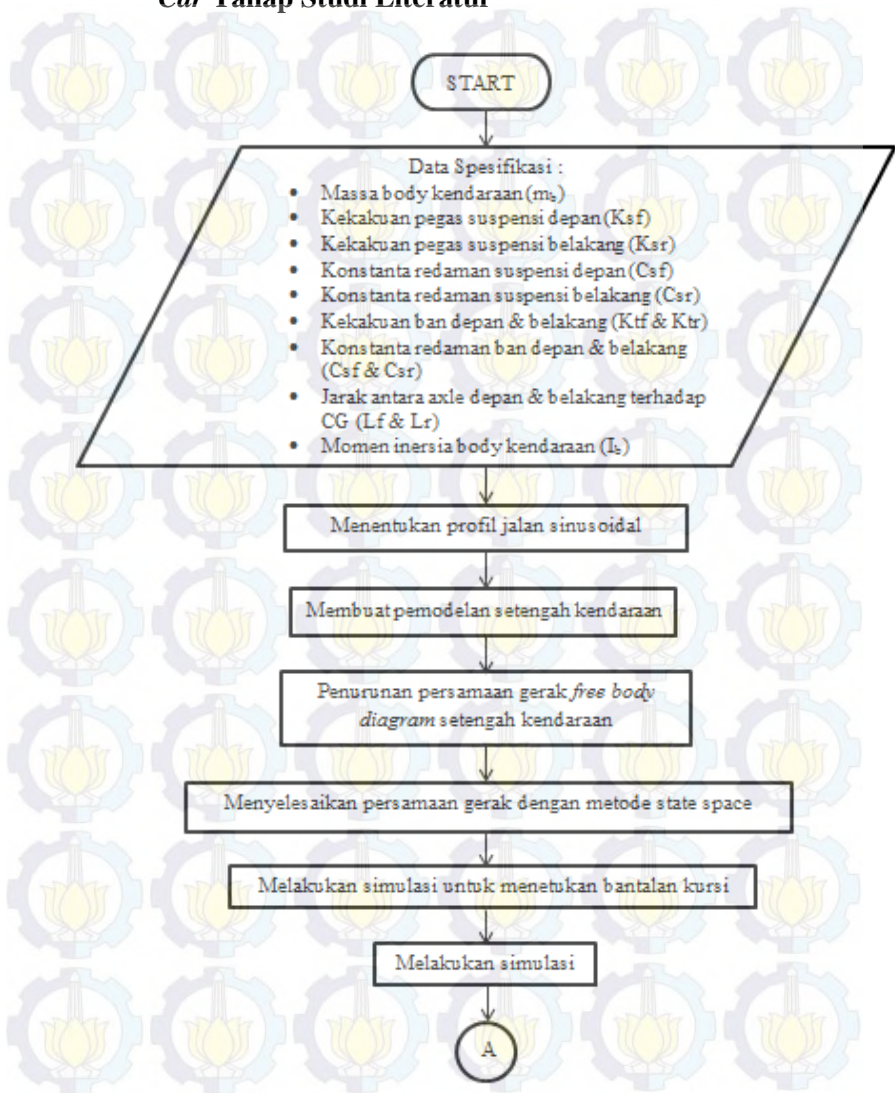 Car Tahap Studi Literatur
START
Data Spesifikasi :
• Massa body kendaraan (mₛ)
• Kekakuan pegas suspensi depan (Ksf)
• Kekakuan pegas suspensi belakang (Ksr)
• Konstanta redaman suspensi depan (Csf)
• Konstanta redaman suspensi belakang (Csr)
• Kekakuan ban depan & belakang (Ktf & Ktr)
• Konstanta redaman ban depan & belakang
(Csf & Csr)
• Jarak antara axle depan & belakang terhadap
CG (Lf & Lr)
• Momen inersia body kendaraan (Iₛ)
Menentukan profil jalan sinusoidal
Membuat pemodelan setengah kendaraan
Penurunan persamaan gerak free body
diagram setengah kendaraan
Menyelesaikan persamaan gerak dengan metode state space
Melakukan simulasi untuk menetukan bantalan kursi
Melakukan simulasi
A